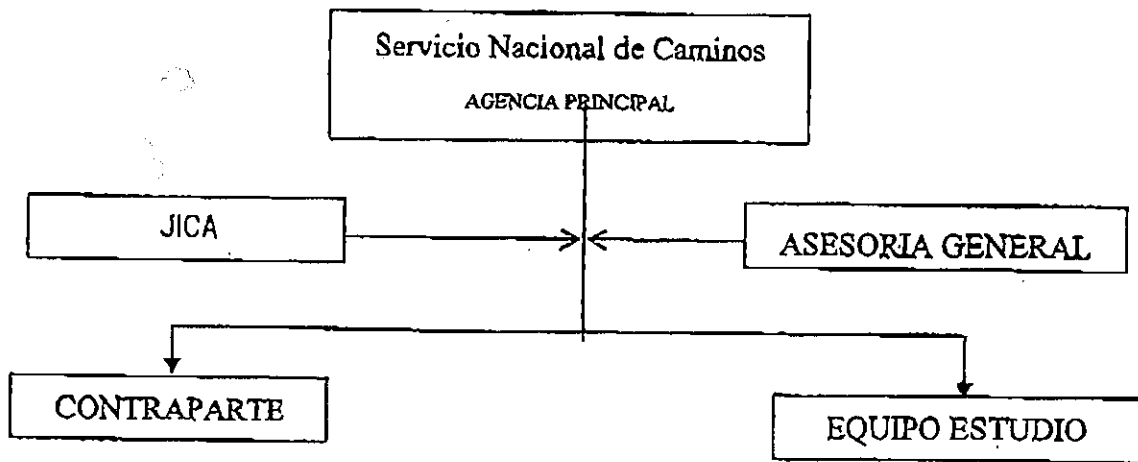 Servicio Nacional de Caminos
AGENCIA PRINCIPAL
JICA
ASESORIA GENERAL
CONTRAPARTE
EQUIPO ESTUDIO